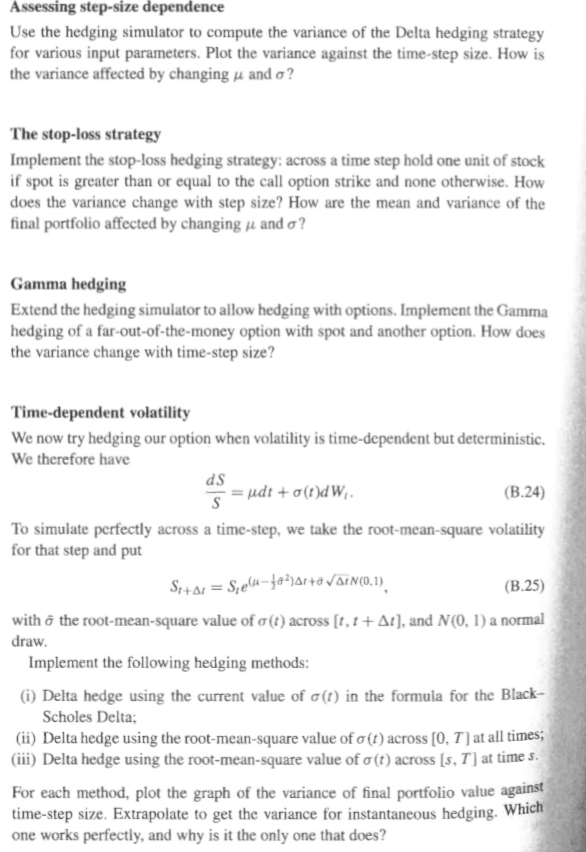 Assessing step-size dependence
Use the hedging simulator to compute the variance of the Delta hedging strategy
for various input parameters. Plot the variance against the time-step size. How is
the variance affected by changing μ and σ?
The stop-loss strategy
Implement the stop-loss hedging strategy: across a time step hold one unit of stock
if spot is greater than or equal to the call option strike and none otherwise. How
does the variance change with step size? How are the mean and variance of the
final portfolio affected by changing μ and σ?
Gamma hedging
Extend the hedging simulator to allow hedging with options. Implement the Gamma
hedging of a far-out-of-the-money option with spot and another option. How does
the variance change with time-step size?
Time-dependent volatility
We now try hedging our option when volatility is time-dependent but deterministic.
We therefore have
dS/S = μdt + σ(t)dW_t. (B.24)
To simulate perfectly across a time-step, we take the root-mean-square volatility
for that step and put
S_{t+Δt} = S_t e^{(μ−½σ̄²)Δt+σ̄√Δt N(0,1)}, (B.25)
with σ̄ the root-mean-square value of σ(t) across [t, t + Δt], and N(0, 1) a normal
draw.
Implement the following hedging methods:
(i) Delta hedge using the current value of σ(t) in the formula for the Black–
Scholes Delta;
(ii) Delta hedge using the root-mean-square value of σ(t) across [0, T] at all times;
(iii) Delta hedge using the root-mean-square value of σ(t) across [s, T] at time s.
For each method, plot the graph of the variance of final portfolio value against
time-step size. Extrapolate to get the variance for instantaneous hedging. Which
one works perfectly, and why is it the only one that does?